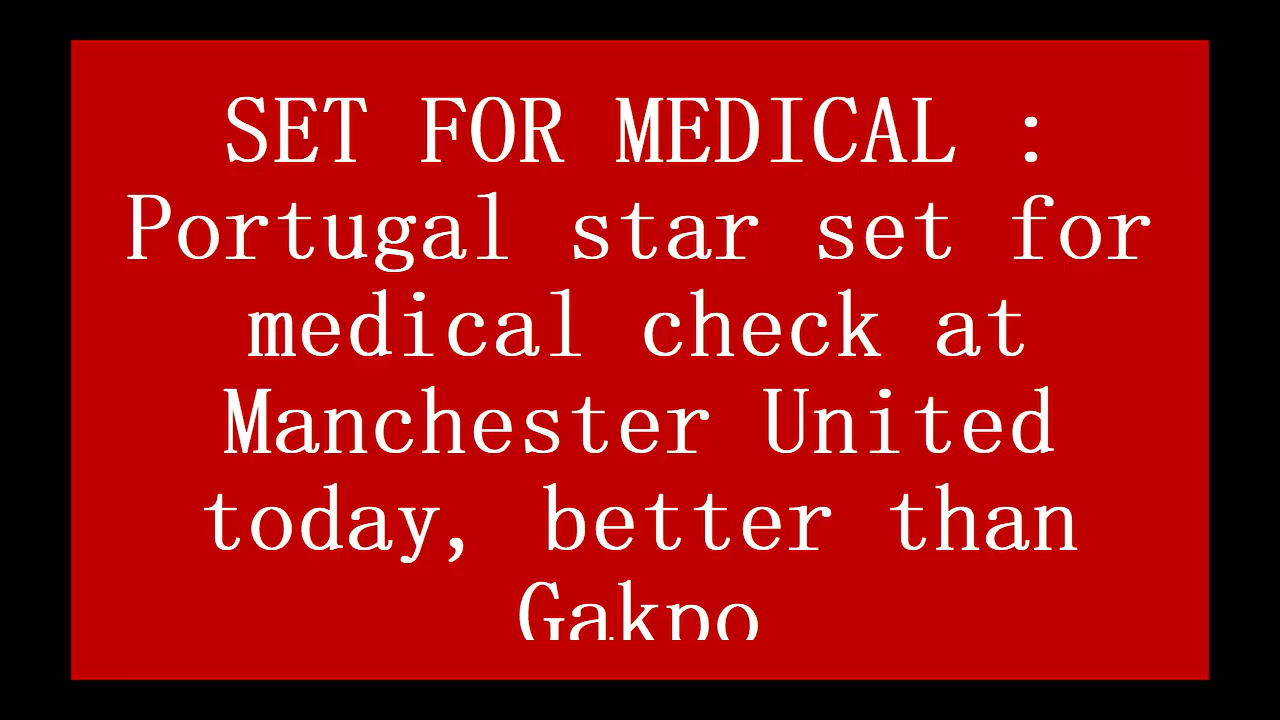 SET FOR MEDICAL :
Portugal star set for
medical check at
Manchester United
today, better than
Gakpo